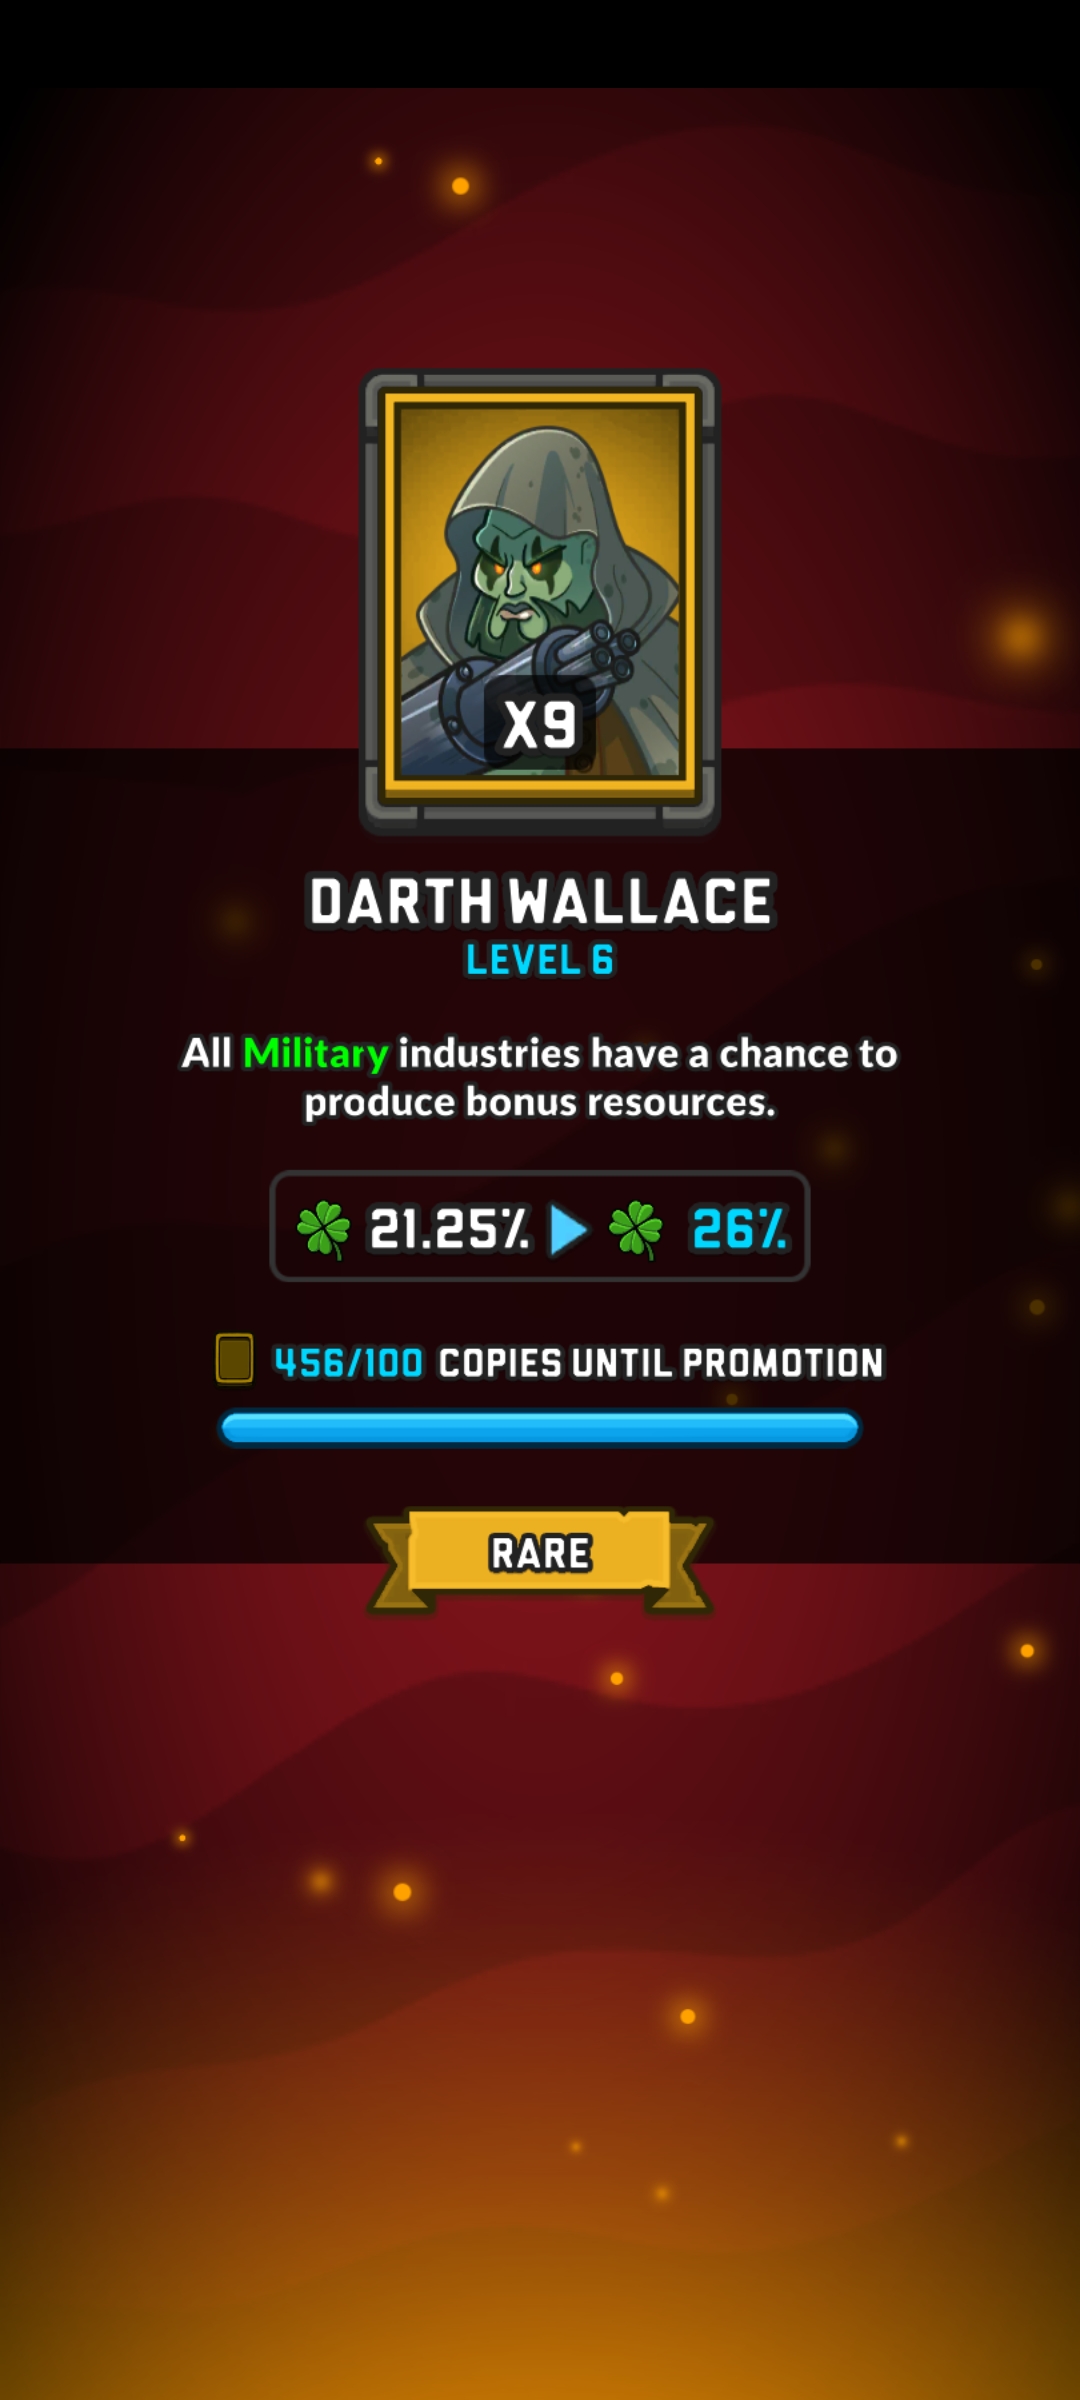 X9
DARTH WALLACE
LEVEL 6
All Military industries have a chance to
produce bonus resources.
21.25% 26%
456/100 COPIES UNTIL PROMOTION
RARE